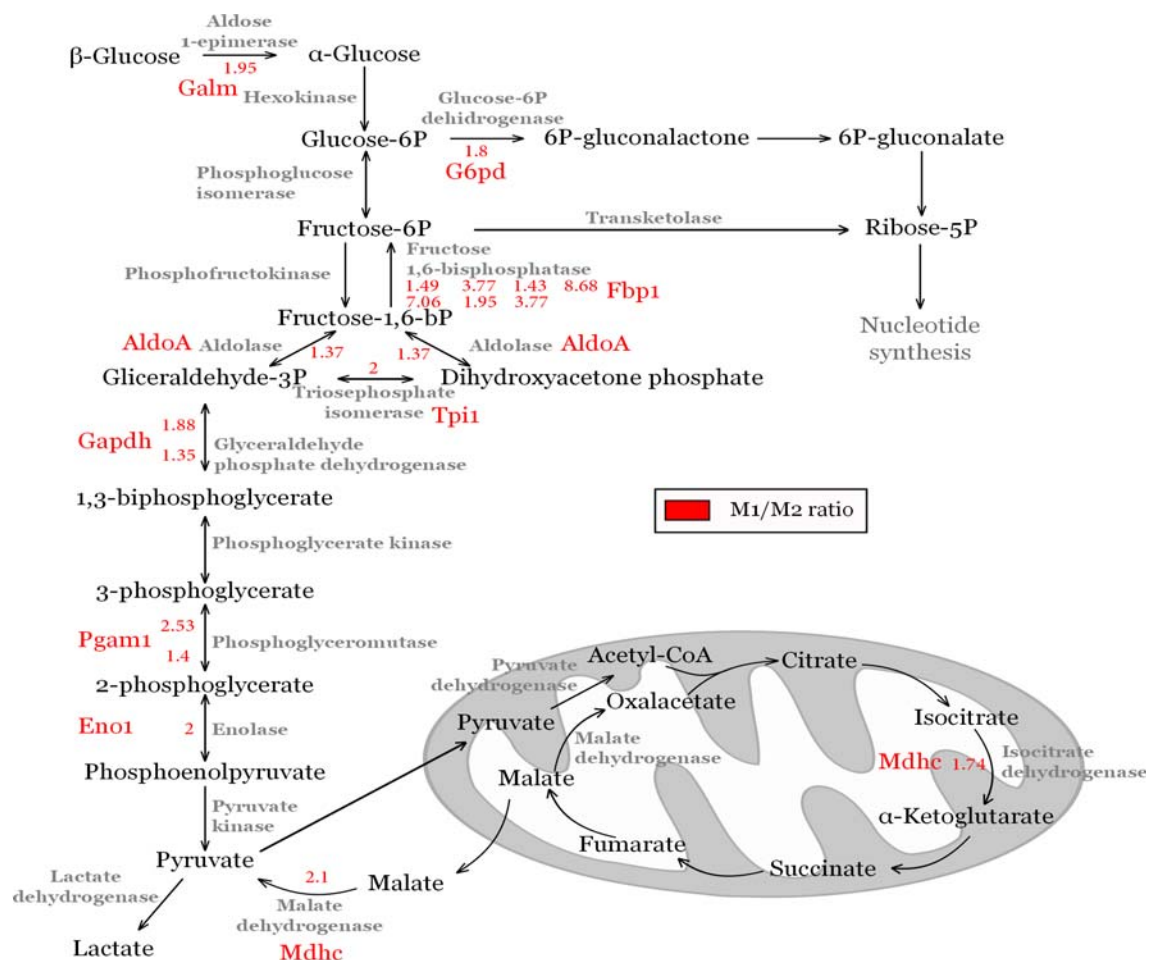 Aldose
1-epimerase
β-Glucose
α-Glucose
1.95
Galm
Hexokinase
Glucose-6P
dehidrogenase
Glucose-6P
6P-gluconalactone
6P-gluconalate
1.8
G6pd
Phosphoglucose
isomerase
Transketolase
Fructose-6P
Ribose-5P
Phosphofructokinase
Fructose
1,6-bisphosphatase
1.49 3.77 1.43 8.68
7.06 1.95 3.77
Fbp1
Fructose-1,6-bP
Nucleotide
synthesis
AldoA Aldolase
1.37
1.37
Aldolase AldoA
Gliceraldehyde-3P
2
Dihydroxyacetone phosphate
Triosephosphate
isomerase
Tpi1
Gapdh
1.88
1.35
Glyceraldehyde
phosphate dehydrogenase
1,3-biphosphoglycerate
M1/M2 ratio
Phosphoglycerate kinase
3-phosphoglycerate
Pgam1
2.53
1.4
Phosphoglyceromutase
2-phosphoglycerate
Eno1
2
Enolase
Phosphoenolpyruvate
Pyruvate
kinase
Pyruvate
Lactate
dehydrogenase
Lactate
2.1
Malate
Malate
dehydrogenase
Mdhc
Pyruvate
dehydrogenase
Acetyl-CoA
Citrate
Pyruvate
Oxalacetate
Isocitrate
Malate
dehydrogenase
Malate
Mdhc 1.74
Isocitrate
dehydrogenase
α-Ketoglutarate
Fumarate
Succinate